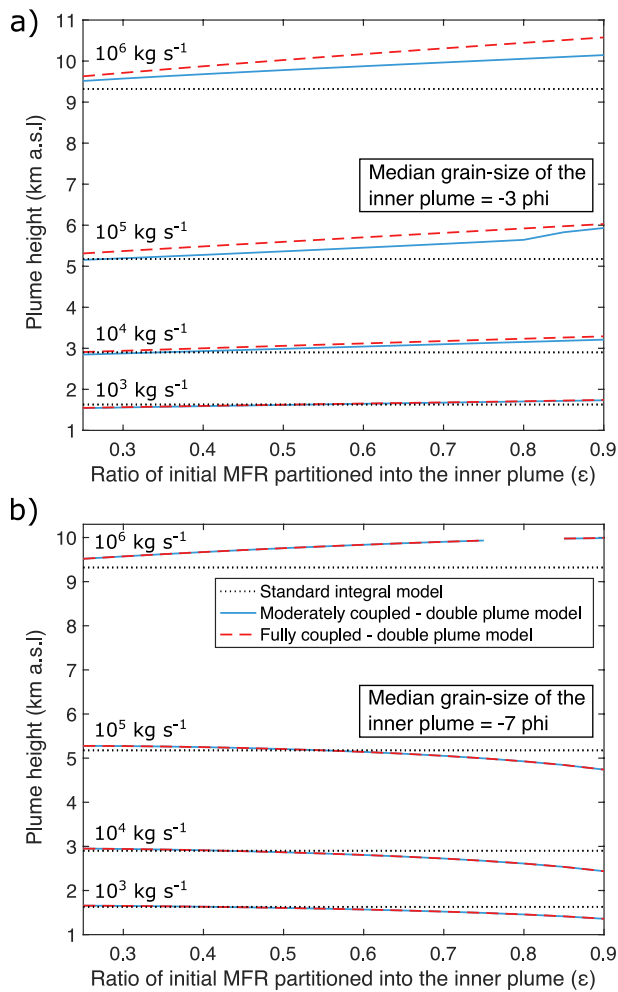 a)
11
10
9
8
7
6
5
4
3
2
1
Plume height (km a.s.l)
10⁶ kg s⁻¹
Median grain-size of the
inner plume = -3 phi
10⁵ kg s⁻¹
10⁴ kg s⁻¹
10³ kg s⁻¹
0.3 0.4 0.5 0.6 0.7 0.8 0.9
Ratio of initial MFR partitioned into the inner plume (ε)
b)
10
9
8
7
6
5
4
3
2
1
Plume height (km a.s.l)
10⁶ kg s⁻¹
Standard integral model
Moderately coupled - double plume model
Fully coupled - double plume model
Median grain-size of the
inner plume = -7 phi
10⁵ kg s⁻¹
10⁴ kg s⁻¹
10³ kg s⁻¹
0.3 0.4 0.5 0.6 0.7 0.8 0.9
Ratio of initial MFR partitioned into the inner plume (ε)